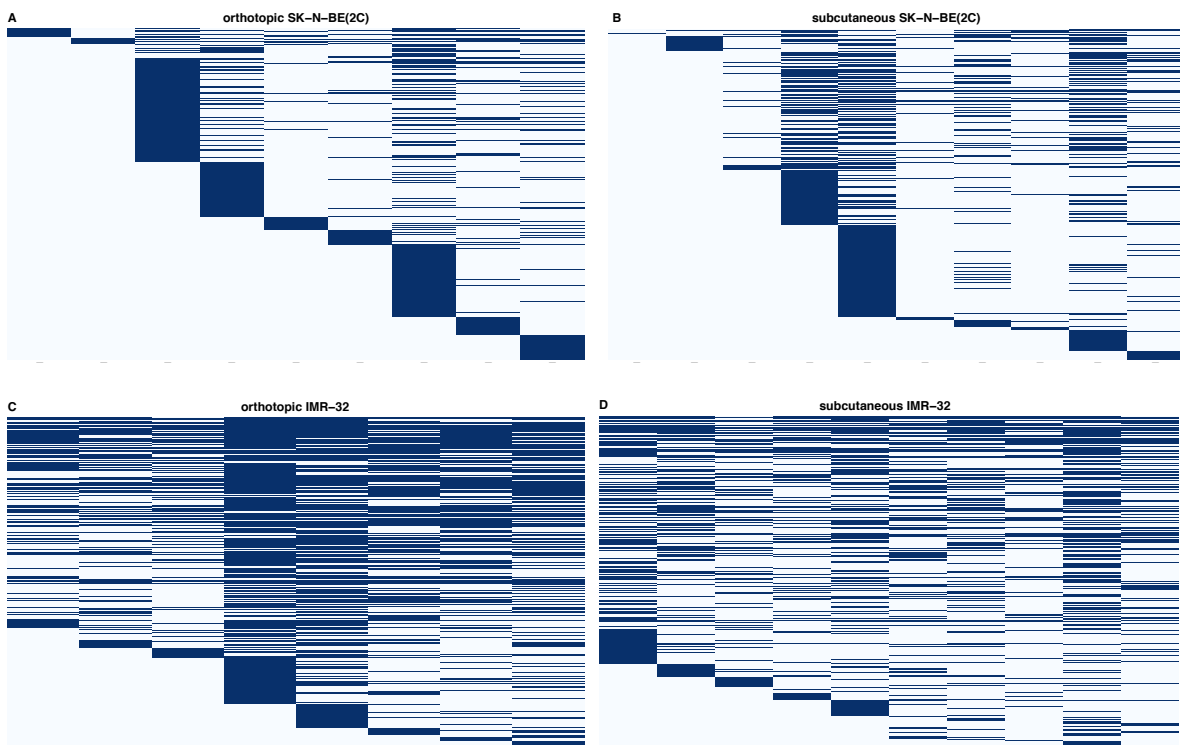 A
orthotopic SK−N−BE(2C)
B
subcutaneous SK−N−BE(2C)
C
orthotopic IMR−32
D
subcutaneous IMR−32